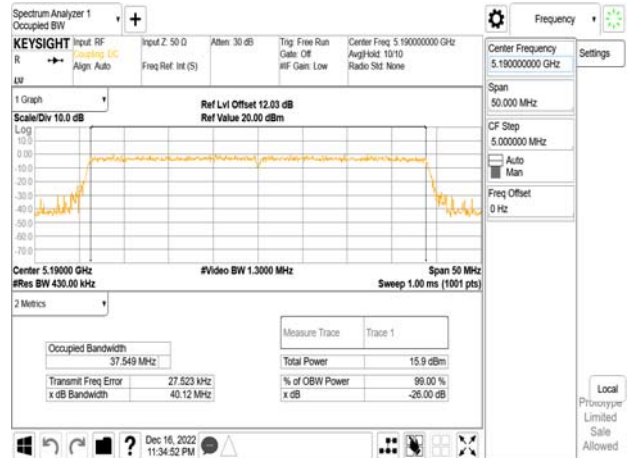 Spectrum Analyzer 1
Occupied BW
Frequency
KEYSIGHT
R
LXI
Input: RF
Coupling: DC
Align: Auto
Input Z: 50 Ω
Freq Ref: Int (S)
Atten: 30 dB
Trig: Free Run
Gate: Off
#IF Gain: Low
Center Freq: 5.190000000 GHz
Avg|Hold: 10/10
Radio Std: None
Center Frequency
5.190000000 GHz
Settings
Span
50.000 MHz
CF Step
5.000000 MHz
Auto
Man
Freq Offset
0 Hz
1 Graph
Scale/Div 10.0 dB
Ref Lvl Offset 12.03 dB
Ref Value 20.00 dBm
Log
10.0
0.00
-10.0
-20.0
-30.0
-40.0
-50.0
-60.0
-70.0
Center 5.19000 GHz
#Res BW 430.00 kHz
#Video BW 1.3000 MHz
Span 50 MHz
Sweep 1.00 ms (1001 pts)
2 Metrics
Measure Trace
Trace 1
Occupied Bandwidth
37.549 MHz
Total Power
15.9 dBm
Transmit Freq Error
27.523 kHz
% of OBW Power
99.00 %
x dB Bandwidth
40.12 MHz
x dB
-26.00 dB
Local
Prototype
Limited
Sale
Allowed
?
Dec 16, 2022
11:34:52 PM